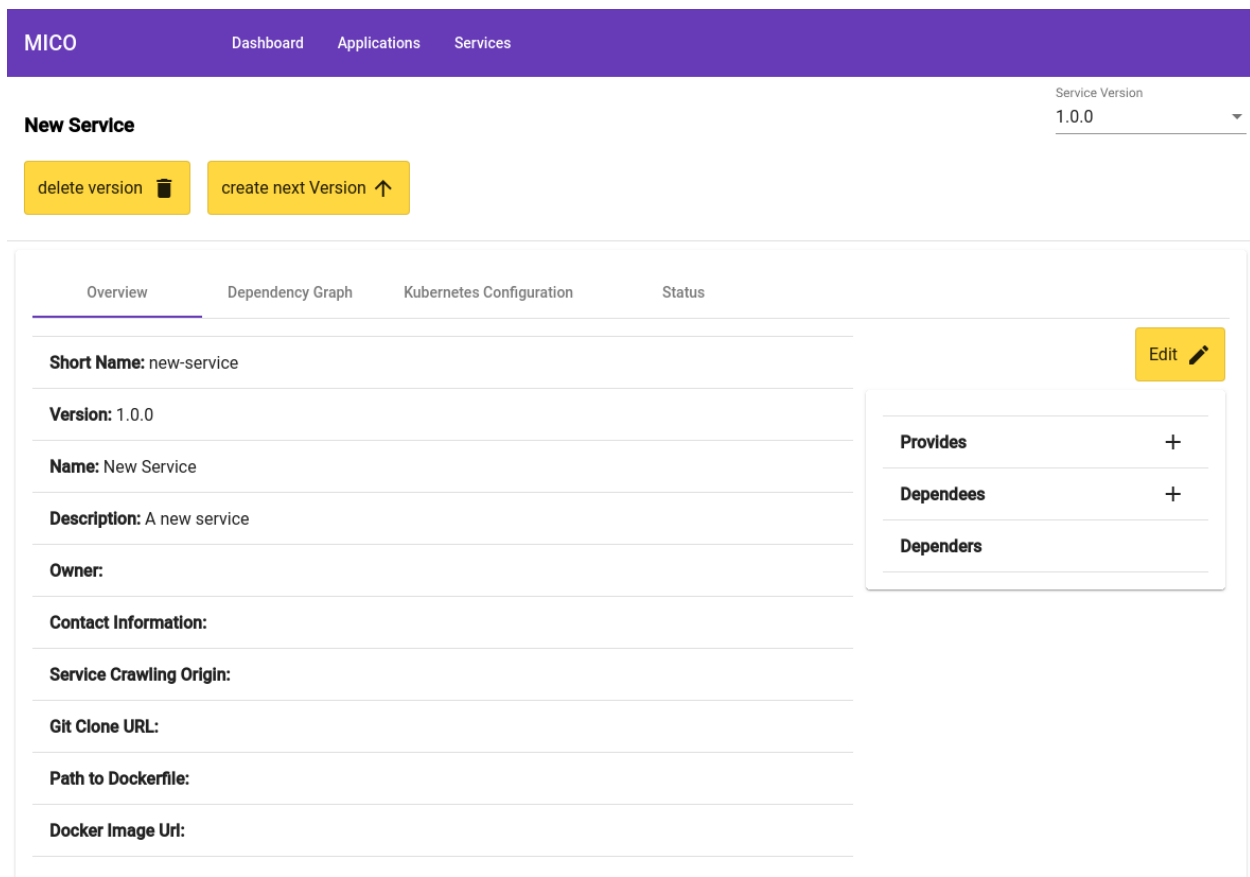 MICO Dashboard Applications Services
Service Version
1.0.0
New Service
delete version create next Version
Overview Dependency Graph Kubernetes Configuration Status
Edit
Short Name: new-service
Version: 1.0.0
Name: New Service
Description: A new service
Owner:
Contact Information:
Service Crawling Origin:
Git Clone URL:
Path to Dockerfile:
Docker Image Url:
Provides
Dependees
Dependers